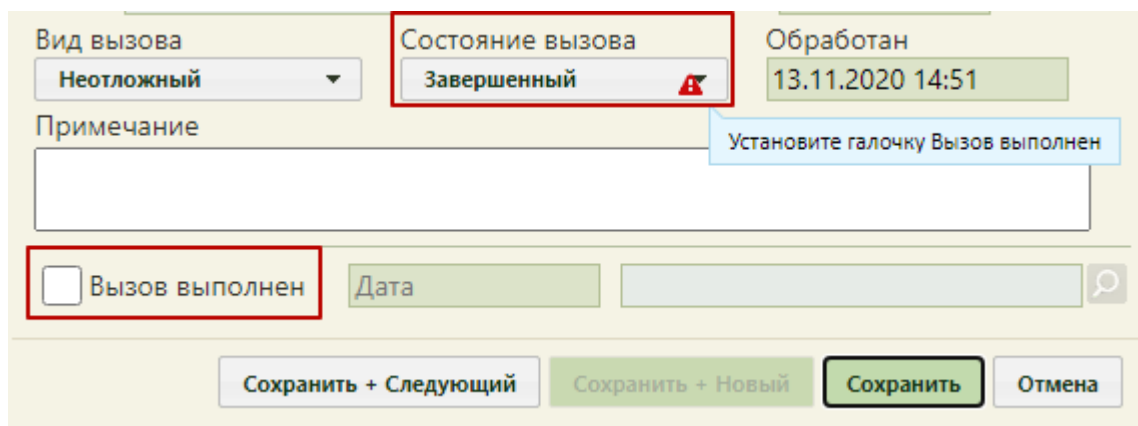 Вид вызова Состояние вызова Обработан
Неотложный Завершенный 13.11.2020 14:51
Примечание
Установите галочку Вызов выполнен
Вызов выполнен Дата
Сохранить + Следующий Сохранить + Новый Сохранить Отмена